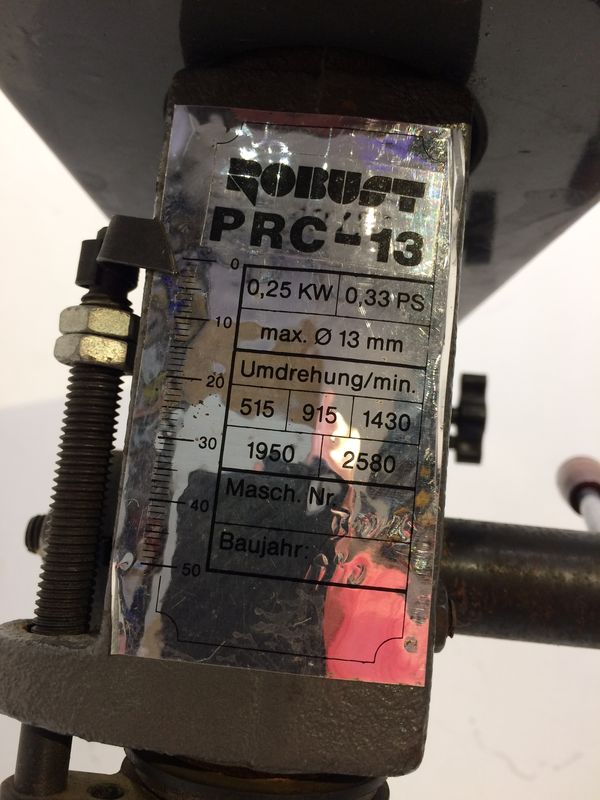 ROBUST
PRC-13
0,25 KW 0,33 PS
max. Ø 13 mm
Umdrehung/min.
515 915 1430
1950 2580
Masch. Nr.
Baujahr:
0
10
20
30
40
50